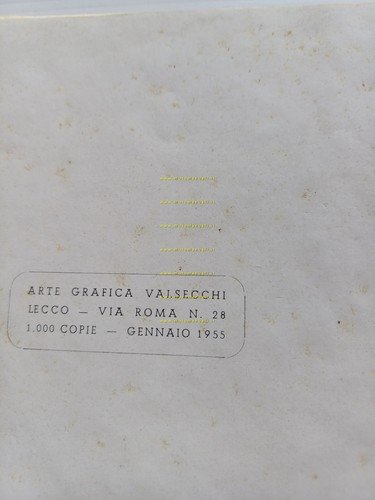 ARTE GRAFICA VALSECCHI
LECCO — VIA ROMA N. 28
1.000 COPIE — GENNAIO 1955